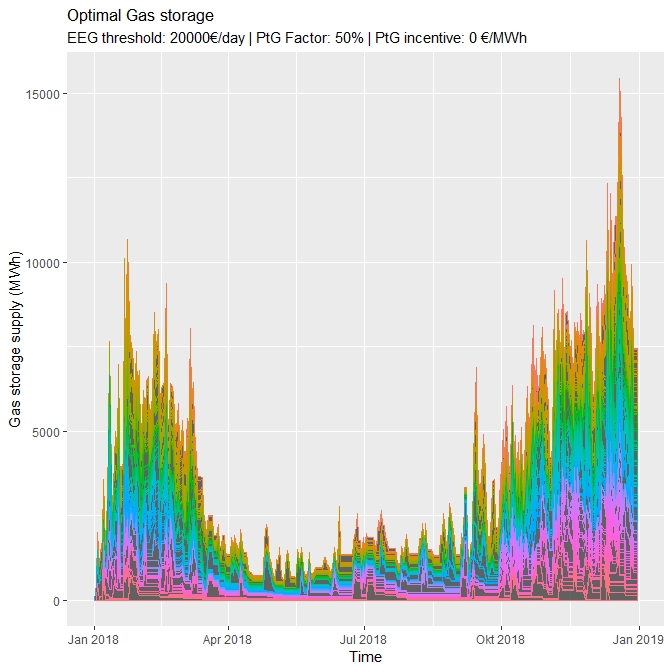 Optimal Gas storage
EEG threshold: 20000€/day | PtG Factor: 50% | PtG incentive: 0 €/MWh
15000
10000
5000
0
Gas storage supply (MWh)
Jan 2018 Apr 2018 Jul 2018 Okt 2018 Jan 2019
Time